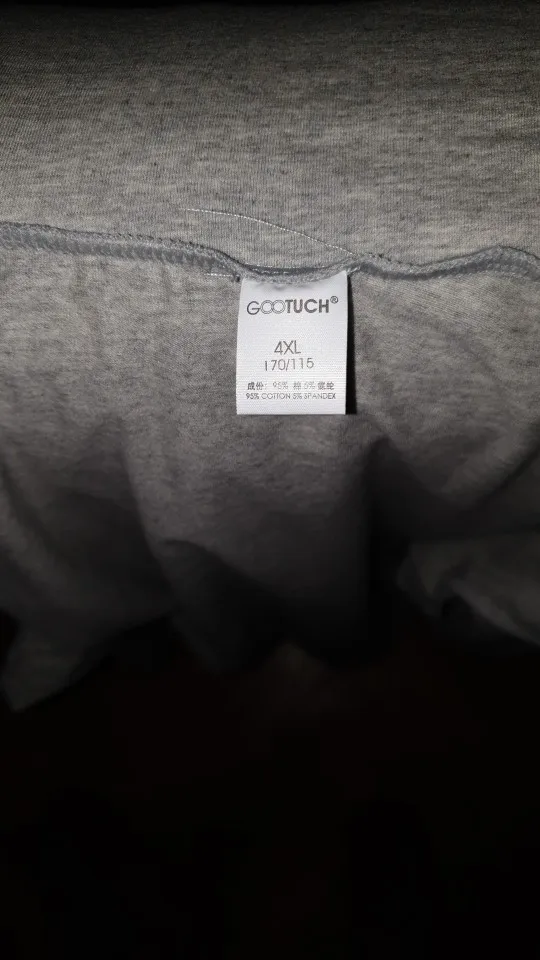 GOOTUCH®
4XL
170/115
成份: 95% 棉 5% 氨纶
95% COTTON 5% SPANDEX